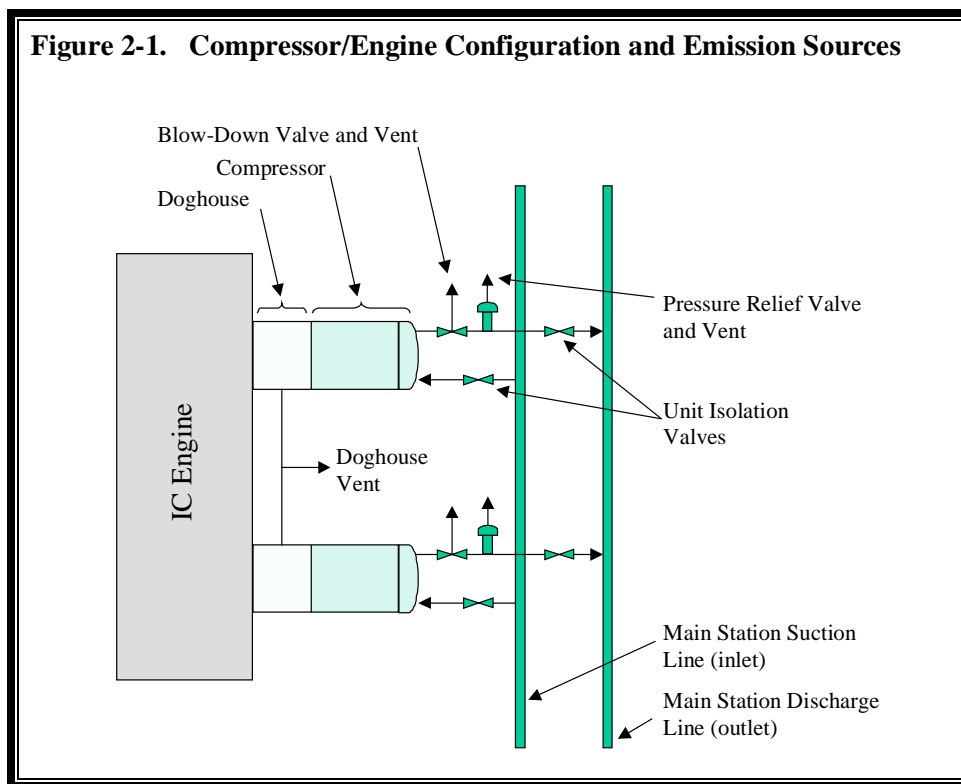 Figure 2-1. Compressor/Engine Configuration and Emission Sources
Blow-Down Valve and Vent
Compressor
Doghouse
Pressure Relief Valve
and Vent
Unit Isolation
Valves
IC Engine
Doghouse
Vent
Main Station Suction
Line (inlet)
Main Station Discharge
Line (outlet)